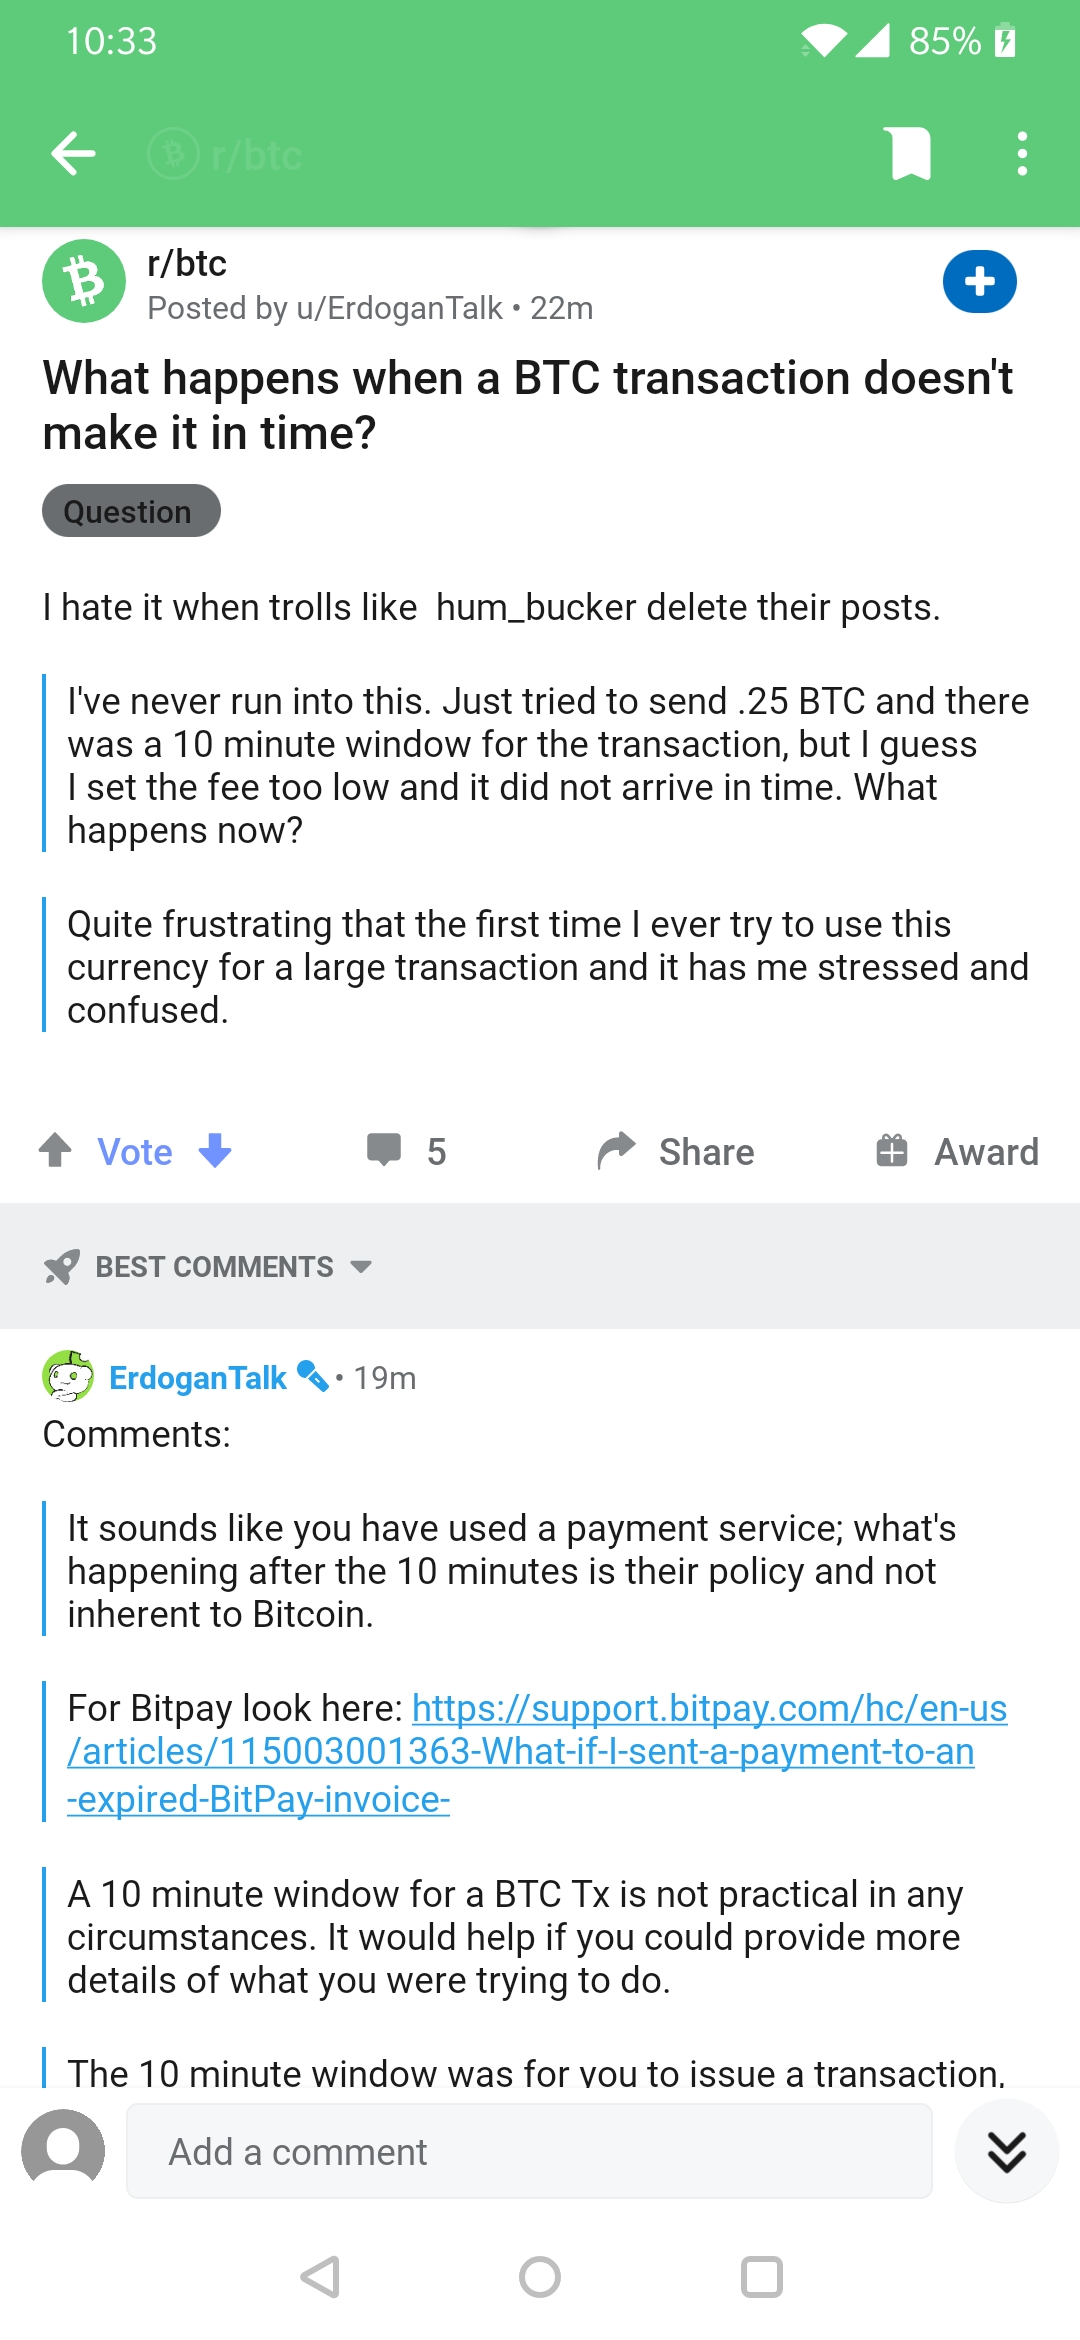 10:33
85%
r/btc
r/btc
Posted by u/ErdoganTalk • 22m
What happens when a BTC transaction doesn't
make it in time?
Question
I hate it when trolls like  hum_bucker delete their posts.
I've never run into this. Just tried to send .25 BTC and there
was a 10 minute window for the transaction, but I guess
I set the fee too low and it did not arrive in time. What
happens now?
Quite frustrating that the first time I ever try to use this
currency for a large transaction and it has me stressed and
confused.
Vote
5
Share
Award
BEST COMMENTS
ErdoganTalk • 19m
Comments:
It sounds like you have used a payment service; what's
happening after the 10 minutes is their policy and not
inherent to Bitcoin.
For Bitpay look here: https://support.bitpay.com/hc/en-us
/articles/115003001363-What-if-I-sent-a-payment-to-an
-expired-BitPay-invoice-
A 10 minute window for a BTC Tx is not practical in any
circumstances. It would help if you could provide more
details of what you were trying to do.
The 10 minute window was for you to issue a transaction,
Add a comment